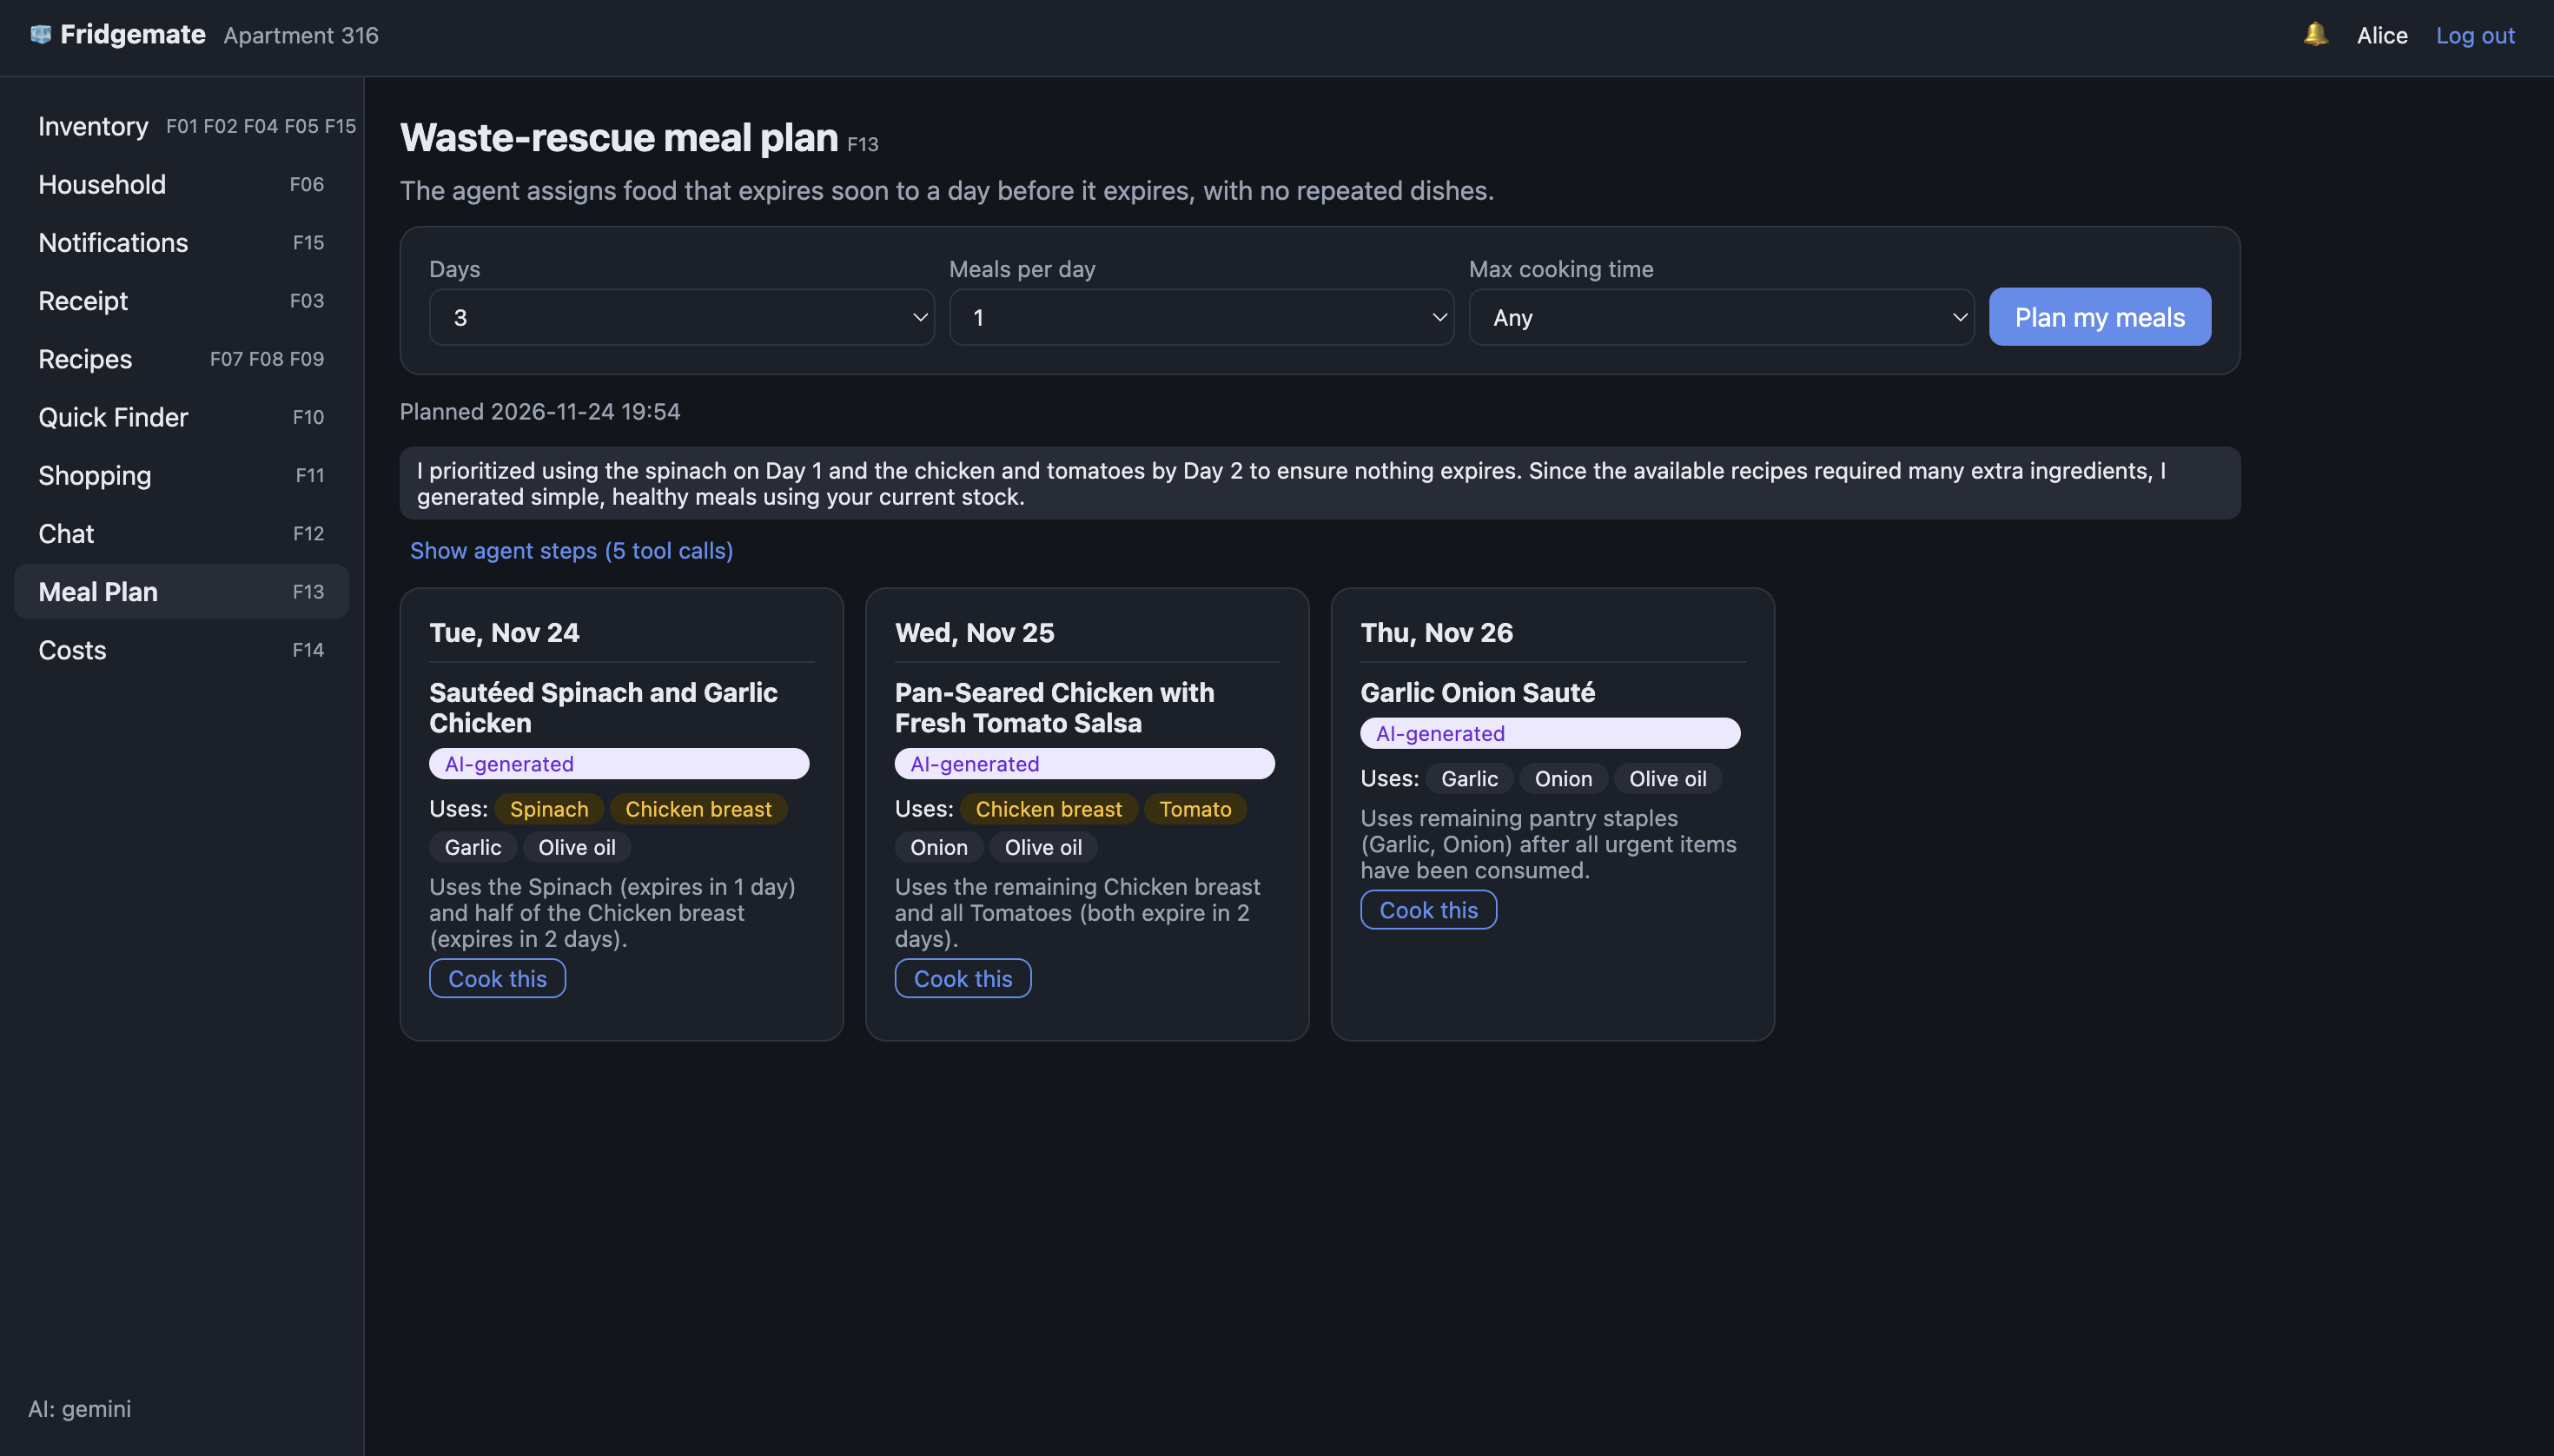 Fridgemate Apartment 316
🔔 Alice Log out
Inventory F01 F02 F04 F05 F15
Household F06
Notifications F15
Receipt F03
Recipes F07 F08 F09
Quick Finder F10
Shopping F11
Chat F12
Meal Plan F13
Costs F14
AI: gemini
Waste-rescue meal plan F13
The agent assigns food that expires soon to a day before it expires, with no repeated dishes.
Days
3
Meals per day
1
Max cooking time
Any
Plan my meals
Planned 2026-11-24 19:54
I prioritized using the spinach on Day 1 and the chicken and tomatoes by Day 2 to ensure nothing expires. Since the available recipes required many extra ingredients, I
generated simple, healthy meals using your current stock.
Show agent steps (5 tool calls)
Tue, Nov 24
Sautéed Spinach and Garlic
Chicken
AI-generated
Uses: Spinach Chicken breast
Garlic Olive oil
Uses the Spinach (expires in 1 day)
and half of the Chicken breast
(expires in 2 days).
Cook this
Wed, Nov 25
Pan-Seared Chicken with
Fresh Tomato Salsa
AI-generated
Uses: Chicken breast Tomato
Onion Olive oil
Uses the remaining Chicken breast
and all Tomatoes (both expire in 2
days).
Cook this
Thu, Nov 26
Garlic Onion Sauté
AI-generated
Uses: Garlic Onion Olive oil
Uses remaining pantry staples
(Garlic, Onion) after all urgent items
have been consumed.
Cook this